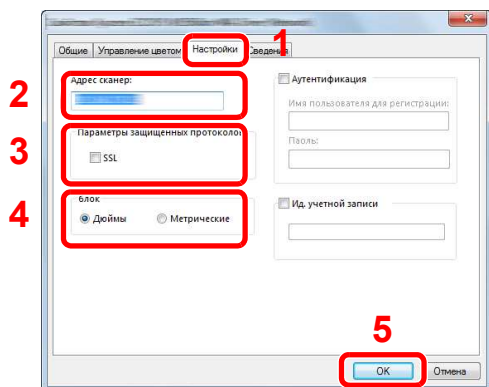 1
Общие Управление цветом Настройки Сведения
2
Адрес сканер:
3
Параметры защищенных протоколов
SSL
4
Блок
Дюймы Метрические
Аутентификация
Имя пользователя для регистрации:
Пароль:
Ид. учетной записи
5
OK Отмена